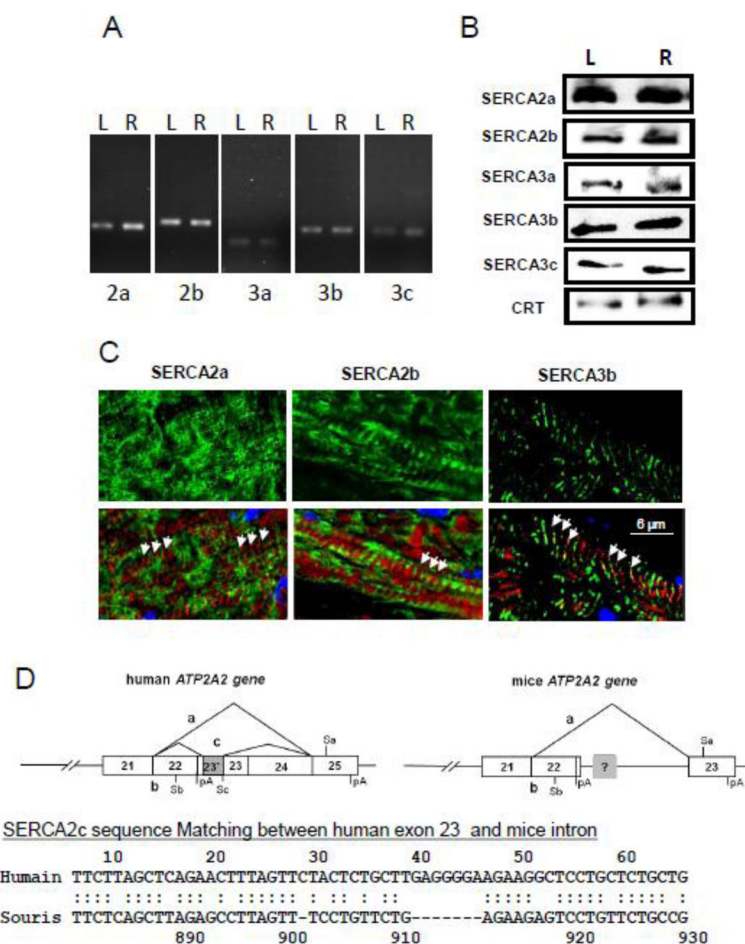 A
B
L R L R L R L R L R
2a 2b 3a 3b 3c
L R
SERCA2a
SERCA2b
SERCA3a
SERCA3b
SERCA3c
CRT
C
SERCA2a SERCA2b SERCA3b
6 µm
D
human ATP2A2 gene
mice ATP2A2 gene
a
c
Sa
21 22 23' 23 24 25
b Sb pA Sc pA
a
Sa
21 22 ? 23
b Sb pA pA
SERCA2c sequence Matching between human exon 23 and mice intron
10 20 30 40 50 60
Humain TTCTTAGCTCAGAACTTTAGTTCTACTCTGCTTGAGGGGAAGAAGGCTCCTGCTCTGCTG
Souris TTCTCAGCTTAGAGCCTTAGTT-TCCTGTTCTG-------AGAAGAGTCCTGTTCTGCCG
890 900 910 920 930